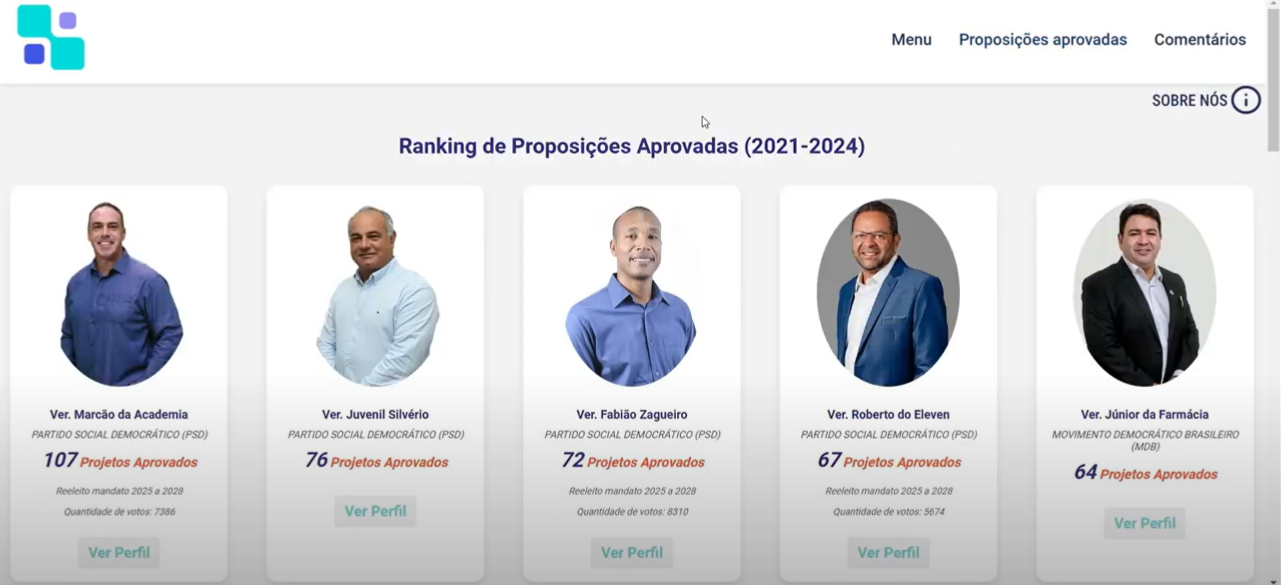 Menu
Proposições aprovadas
Comentários
SOBRE NÓS
Ranking de Proposições Aprovadas (2021-2024)
Ver. Marcão da Academia
PARTIDO SOCIAL DEMOCRÁTICO (PSD)
107 Projetos Aprovados
Reeleito mandato 2025 a 2028
Quantidade de votos: 7386
Ver Perfil
Ver. Juvenil Silvério
PARTIDO SOCIAL DEMOCRÁTICO (PSD)
76 Projetos Aprovados
Ver Perfil
Ver. Fabião Zagueiro
PARTIDO SOCIAL DEMOCRÁTICO (PSD)
72 Projetos Aprovados
Reeleito mandato 2025 a 2028
Quantidade de votos: 8310
Ver Perfil
Ver. Roberto do Eleven
PARTIDO SOCIAL DEMOCRÁTICO (PSD)
67 Projetos Aprovados
Reeleito mandato 2025 a 2028
Quantidade de votos: 5674
Ver Perfil
Ver. Júnior da Farmácia
MOVIMENTO DEMOCRÁTICO BRASILEIRO
(MDB)
64 Projetos Aprovados
Ver Perfil